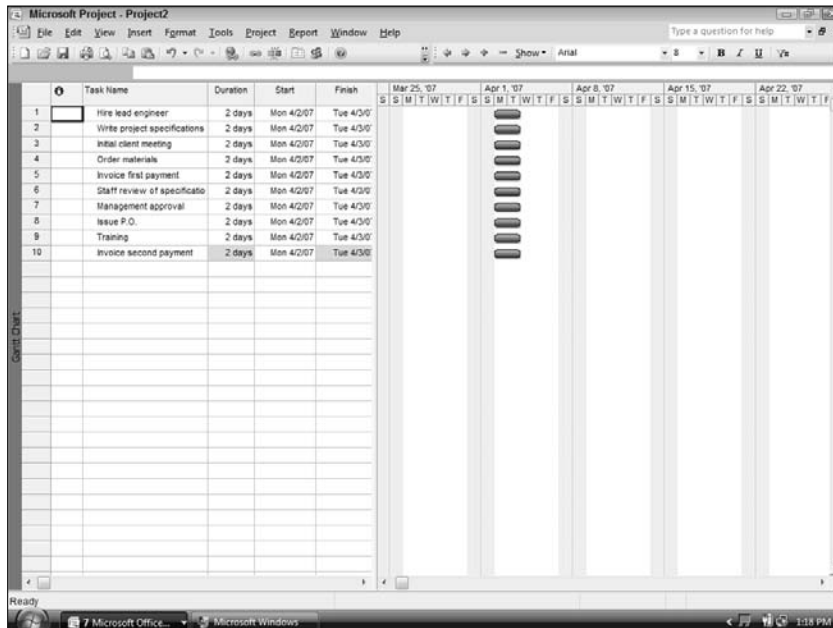 Microsoft Project - Project2
File Edit View Insert Format Tools Project Report Window Help Type a question for help
Show Arial 8 B I U
Task Name Duration Start Finish Mar 25, '07 Apr 1, '07 Apr 8, '07 Apr 15, '07 Apr 22, '07
S S M T W T F S S M T W T F S S M T W T F S S M T W T F S S M T W T F
1 Hire lead engineer 2 days Mon 4/2/07 Tue 4/3/0
2 Write project specifications 2 days Mon 4/2/07 Tue 4/3/0
3 Initial client meeting 2 days Mon 4/2/07 Tue 4/3/0
4 Order materials 2 days Mon 4/2/07 Tue 4/3/0
5 Invoice first payment 2 days Mon 4/2/07 Tue 4/3/0
6 Staff review of specificatio 2 days Mon 4/2/07 Tue 4/3/0
7 Management approval 2 days Mon 4/2/07 Tue 4/3/0
8 Issue P.O. 2 days Mon 4/2/07 Tue 4/3/0
9 Training 2 days Mon 4/2/07 Tue 4/3/0
10 Invoice second payment 2 days Mon 4/2/07 Tue 4/3/0
Gantt Chart
Ready
7 Microsoft Office... Microsoft Windows 1:18 PM